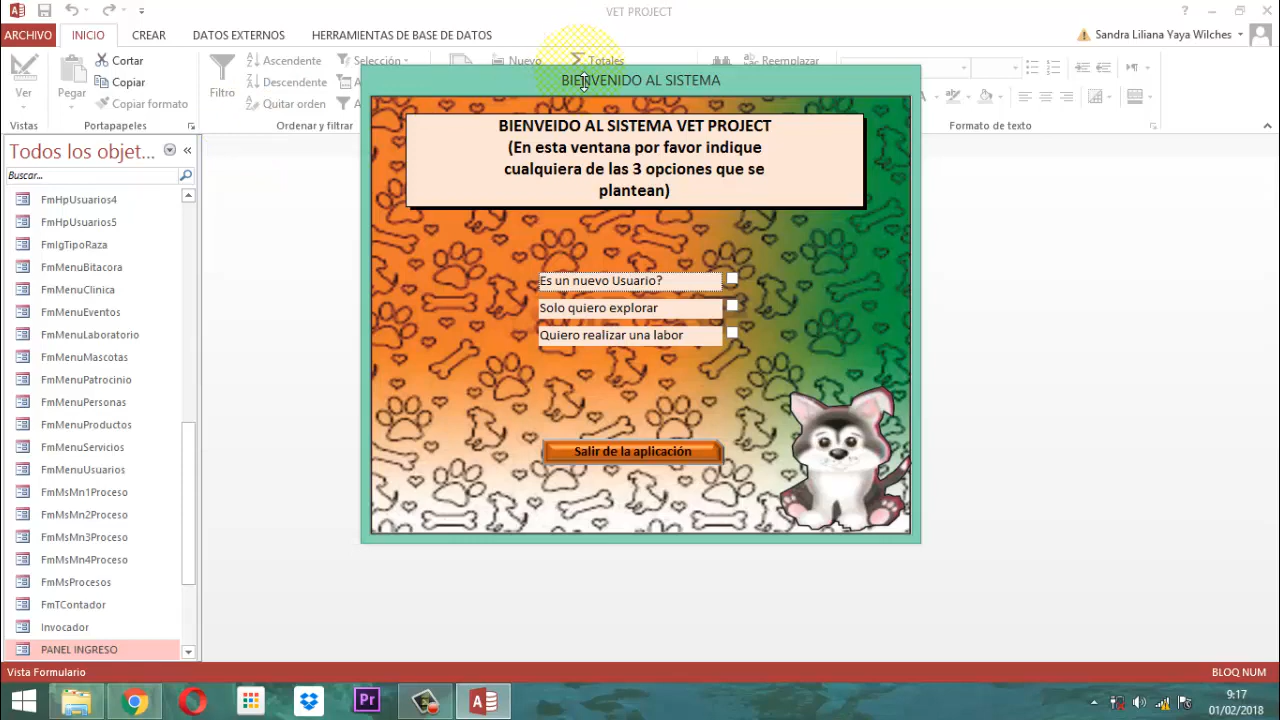 VET PROJECT
ARCHIVO INICIO CREAR DATOS EXTERNOS HERRAMIENTAS DE BASE DE DATOS Sandra Liliana Yaya Wilches
Ver
Vistas
Pegar
Cortar
Copiar
Copiar formato
Portapapeles
Filtro
Ascendente
Descendente
Quitar orden
Selección
Ordenar y filtrar
Nuevo
Totales
Reemplazar
Formato de texto
Todos los objet...
Buscar...
FmHpUsuarios4
FmHpUsuarios5
FmIgTipoRaza
FmMenuBitacora
FmMenuClinica
FmMenuEventos
FmMenuLaboratorio
FmMenuMascotas
FmMenuPatrocinio
FmMenuPersonas
FmMenuProductos
FmMenuServicios
FmMenuUsuarios
FmMsMn1Proceso
FmMsMn2Proceso
FmMsMn3Proceso
FmMsMn4Proceso
FmMsProcesos
FmTContador
Invocador
PANEL INGRESO
BIENVENIDO AL SISTEMA
BIENVEIDO AL SISTEMA VET PROJECT
(En esta ventana por favor indique
cualquiera de las 3 opciones que se
plantean)
Es un nuevo Usuario?
Solo quiero explorar
Quiero realizar una labor
Salir de la aplicación
Vista Formulario BLOQ NUM
Pr
9:17
01/02/2018